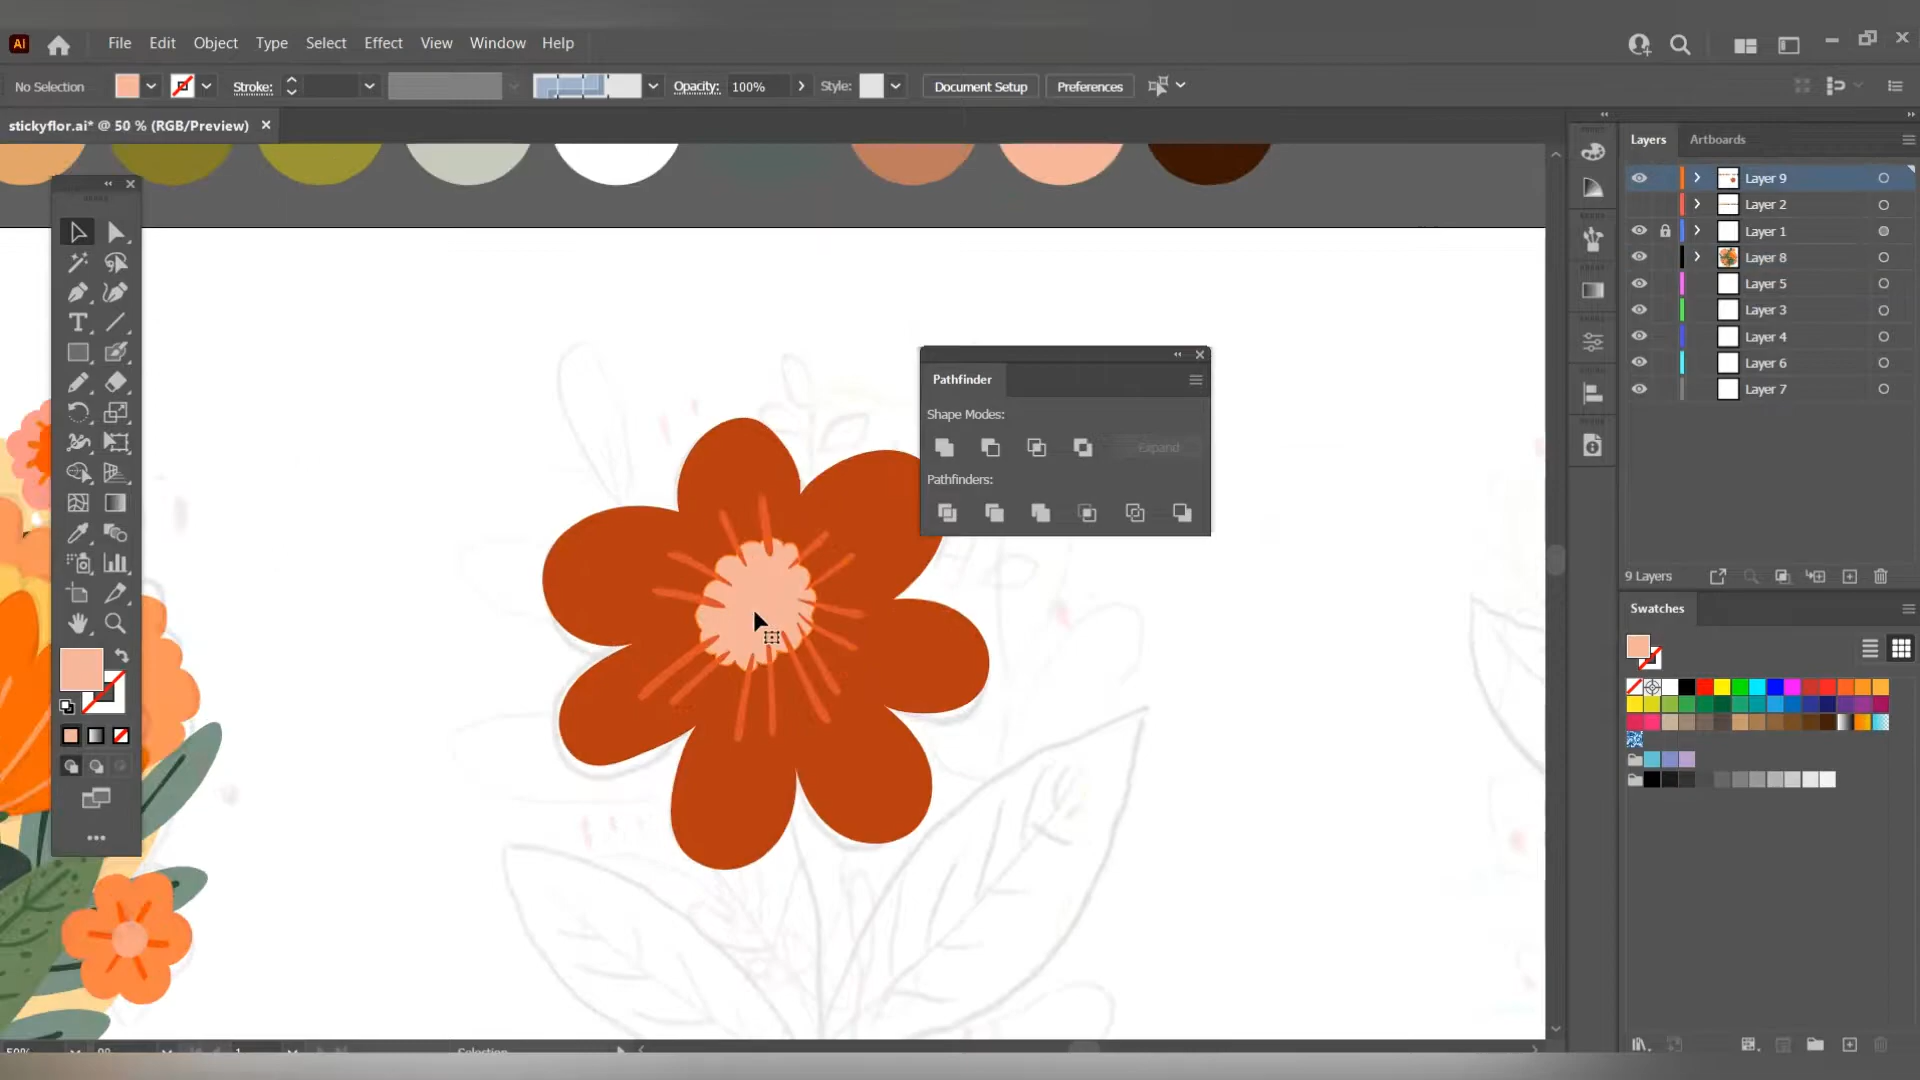 Ai File Edit Object Type Select Effect View Window Help
No Selection Stroke: Opacity: 100% Style: Document Setup Preferences
stickyflor.ai* @ 50 % (RGB/Preview)
Layers Artboards
Layer 9
Layer 2
Layer 1
Layer 8
Layer 5
Layer 3
Layer 4
Layer 6
Layer 7
9 Layers
Pathfinder
Shape Modes:
Expand
Pathfinders:
Swatches
50% Selection